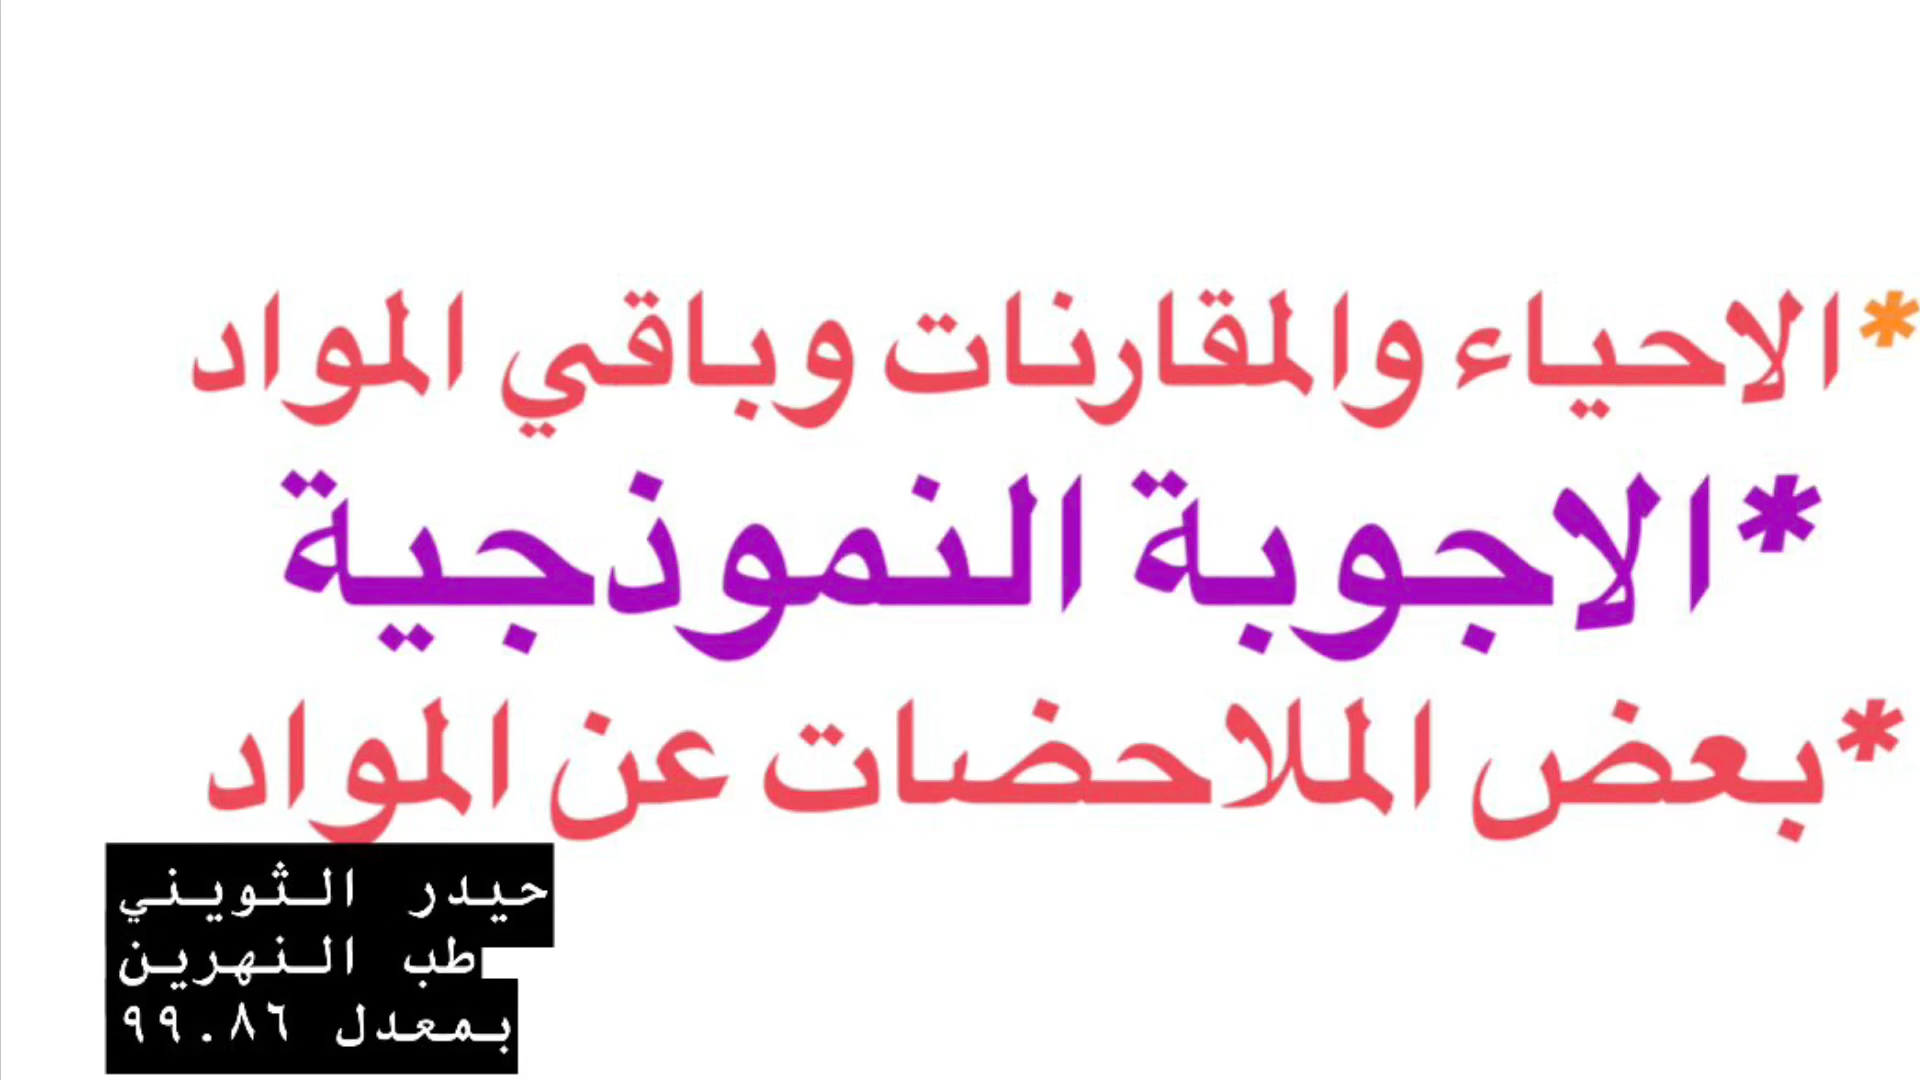 *الاحياء والمقارنات وباقي المواد
*الاجوبة النموذجية
*بعض الملاحضات عن المواد
حيدر الثويني
طب النهرين
بمعدل ٩٩.٨٦